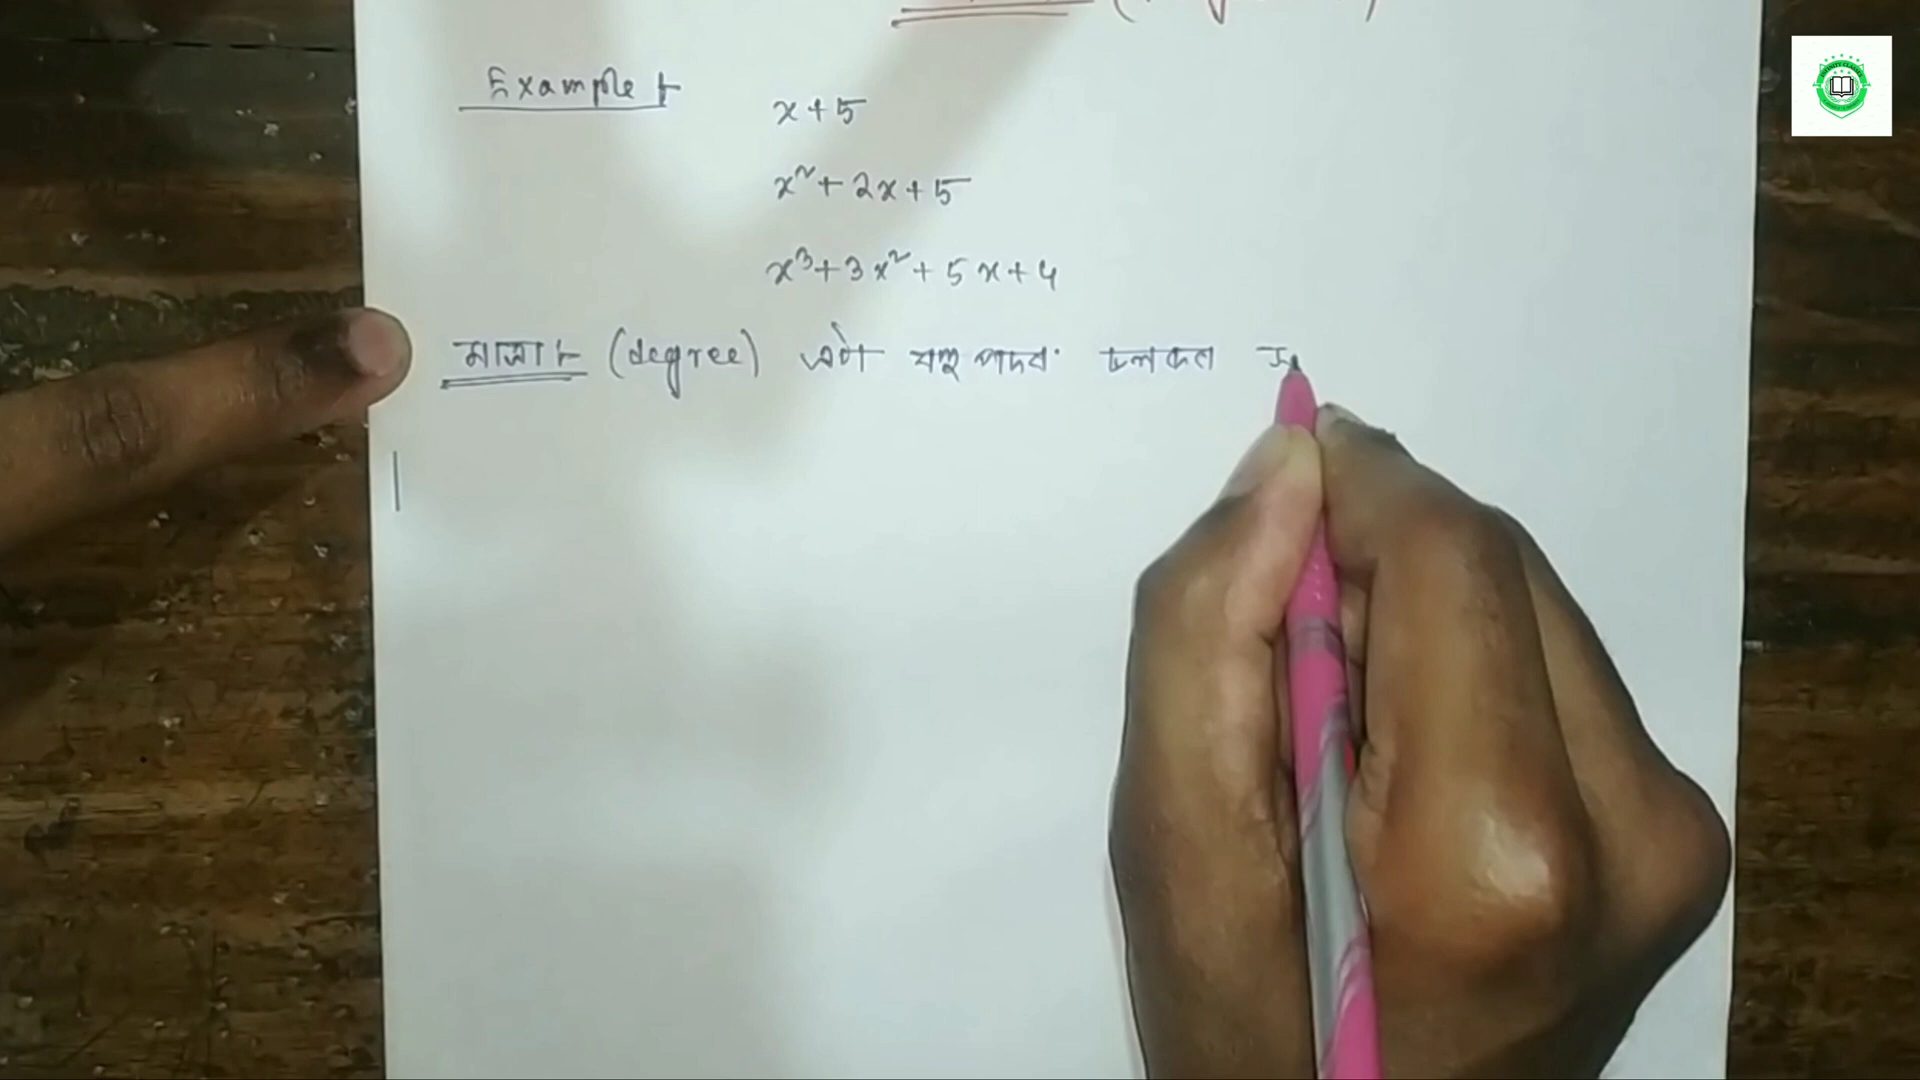 Example :-
x + 5
x² + 2x + 5
x³ + 3x² + 5x + 4
মাত্ৰা :- (degree) এটা বহু পদৰ চলকৰ